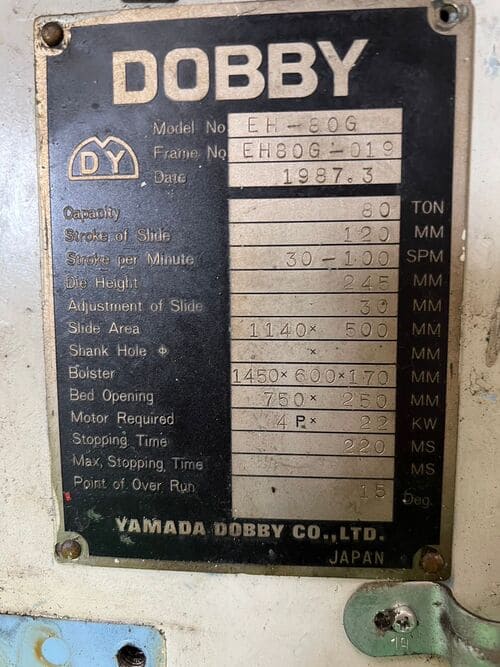 DOBBY
DY
Model No EH-80G
Frame No EH80G-019
Date 1987.3
Capacity 80 TON
Stroke of Slide 120 MM
Stroke per Minute 30-100 SPM
Die Height 245 MM
Adjustment of Slide 30 MM
Slide Area 1140× 500 MM
Shank Hole Φ × MM
Bolster 1450×600×170 MM
Bed Opening 750× 250 MM
Motor Required 4P× 22 KW
Stopping Time 220 MS
Max, Stopping Time MS
Point of Over Run 15 Deg.
YAMADA DOBBY CO.,LTD.
JAPAN